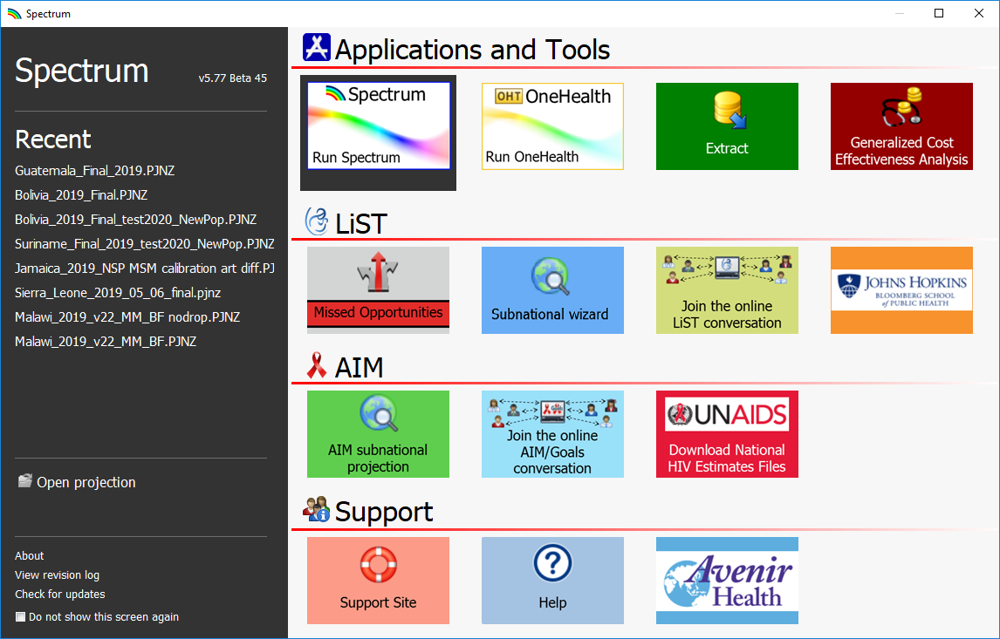 Spectrum
Spectrum
v5.77 Beta 45
Recent
Guatemala_Final_2019.PJNZ
Bolivia_2019_Final.PJNZ
Bolivia_2019_Final_test2020_NewPop.PJNZ
Suriname_Final_2019_test2020_NewPop.PJNZ
Jamaica_2019_NSP MSM calibration art diff.PJ
Sierra_Leone_2019_05_06_final.pjnz
Malawi_2019_v22_MM_BF nodrop.PJNZ
Malawi_2019_v22_MM_BF.PJNZ
Open projection
About
View revision log
Check for updates
Do not show this screen again
Applications and Tools
Spectrum
Run Spectrum
OHT OneHealth
Run OneHealth
Extract
Generalized Cost
Effectiveness Analysis
LiST
Missed Opportunities
Subnational wizard
Join the online
LiST conversation
JOHNS HOPKINS
BLOOMBERG SCHOOL
of PUBLIC HEALTH
AIM
AIM subnational
projection
Join the online
AIM/Goals
conversation
UNAIDS
Download National
HIV Estimates Files
Support
Support Site
Help
Avenir
Health